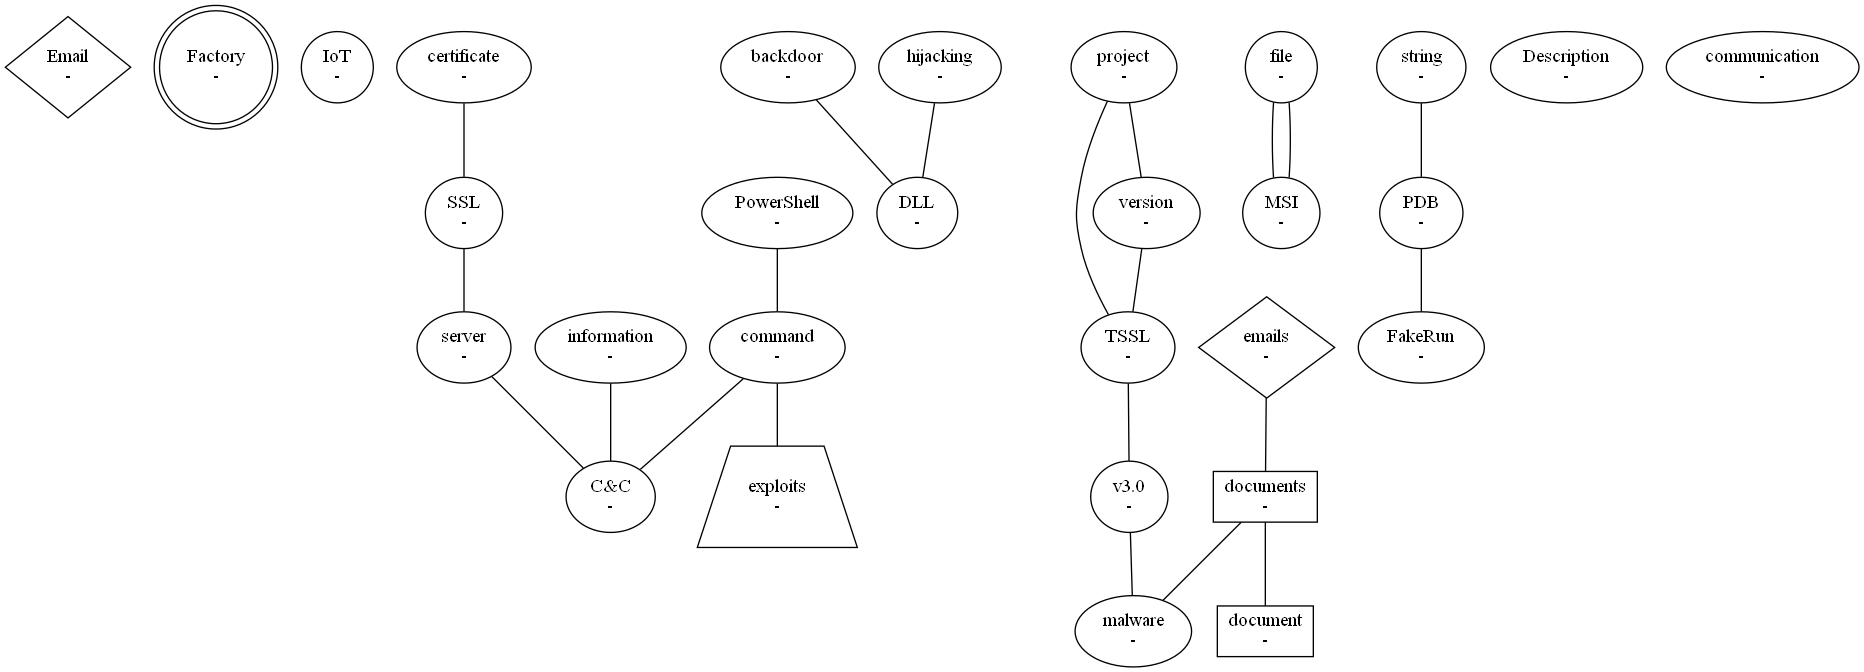 Email
-
Factory
-
IoT
-
certificate
-
backdoor
-
hijacking
-
project
-
file
-
string
-
Description
-
communication
-
SSL
-
PowerShell
-
DLL
-
version
-
MSI
-
PDB
-
server
-
information
-
command
-
TSSL
-
emails
-
FakeRun
-
C&C
-
exploits
-
v3.0
-
documents
-
malware
-
document
-